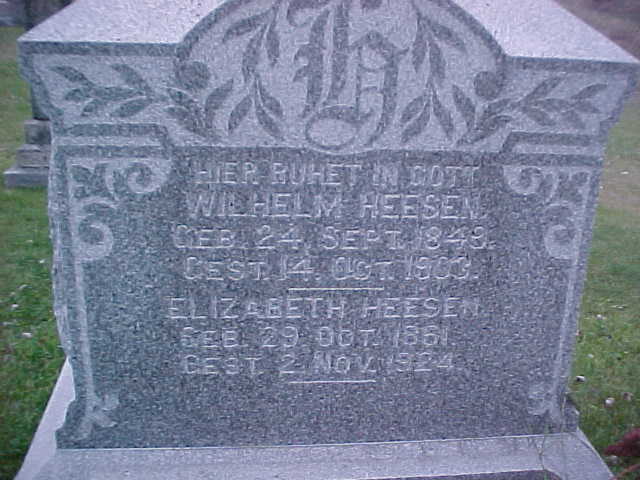 H
HIER RUHET IN GOTT
WILHELM HEESEN.
GEB. 24. SEPT. 1848.
GEST. 14. OCT.
ELIZABETH HEESEN
GEB. 29. OCT. 1861
GEST. 2. NOV. 1924